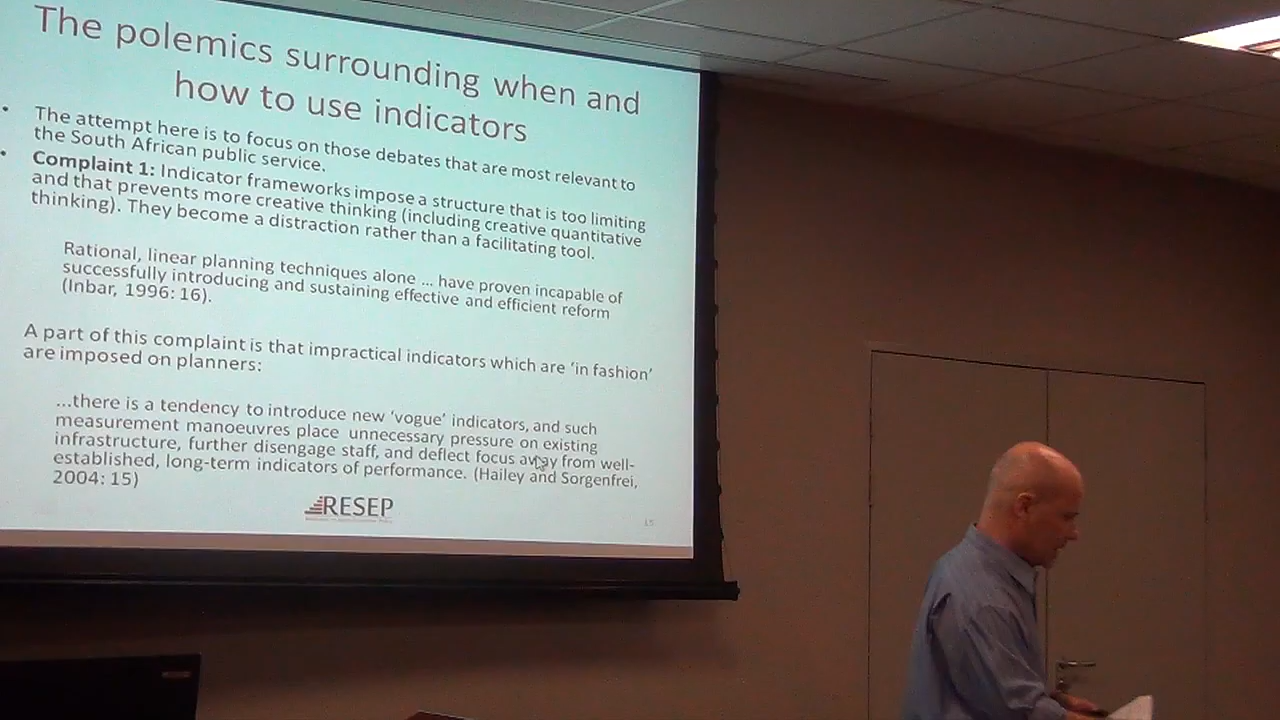 The polemics surrounding when and
how to use indicators
• The attempt here is to focus on those debates that are most relevant to
the South African public service.
• Complaint 1: Indicator frameworks impose a structure that is too limiting
and that prevents more creative thinking (including creative quantitative
thinking). They become a distraction rather than a facilitating tool.
Rational, linear planning techniques alone ... have proven incapable of
successfully introducing and sustaining effective and efficient reform
(Inbar, 1996: 16).
A part of this complaint is that impractical indicators which are ‘in fashion’
are imposed on planners:
...there is a tendency to introduce new ‘vogue’ indicators, and such
measurement manoeuvres place unnecessary pressure on existing
infrastructure, further disengage staff, and deflect focus away from well-
established, long-term indicators of performance. (Hailey and Sorgenfrei,
2004: 15)
RESEP
15